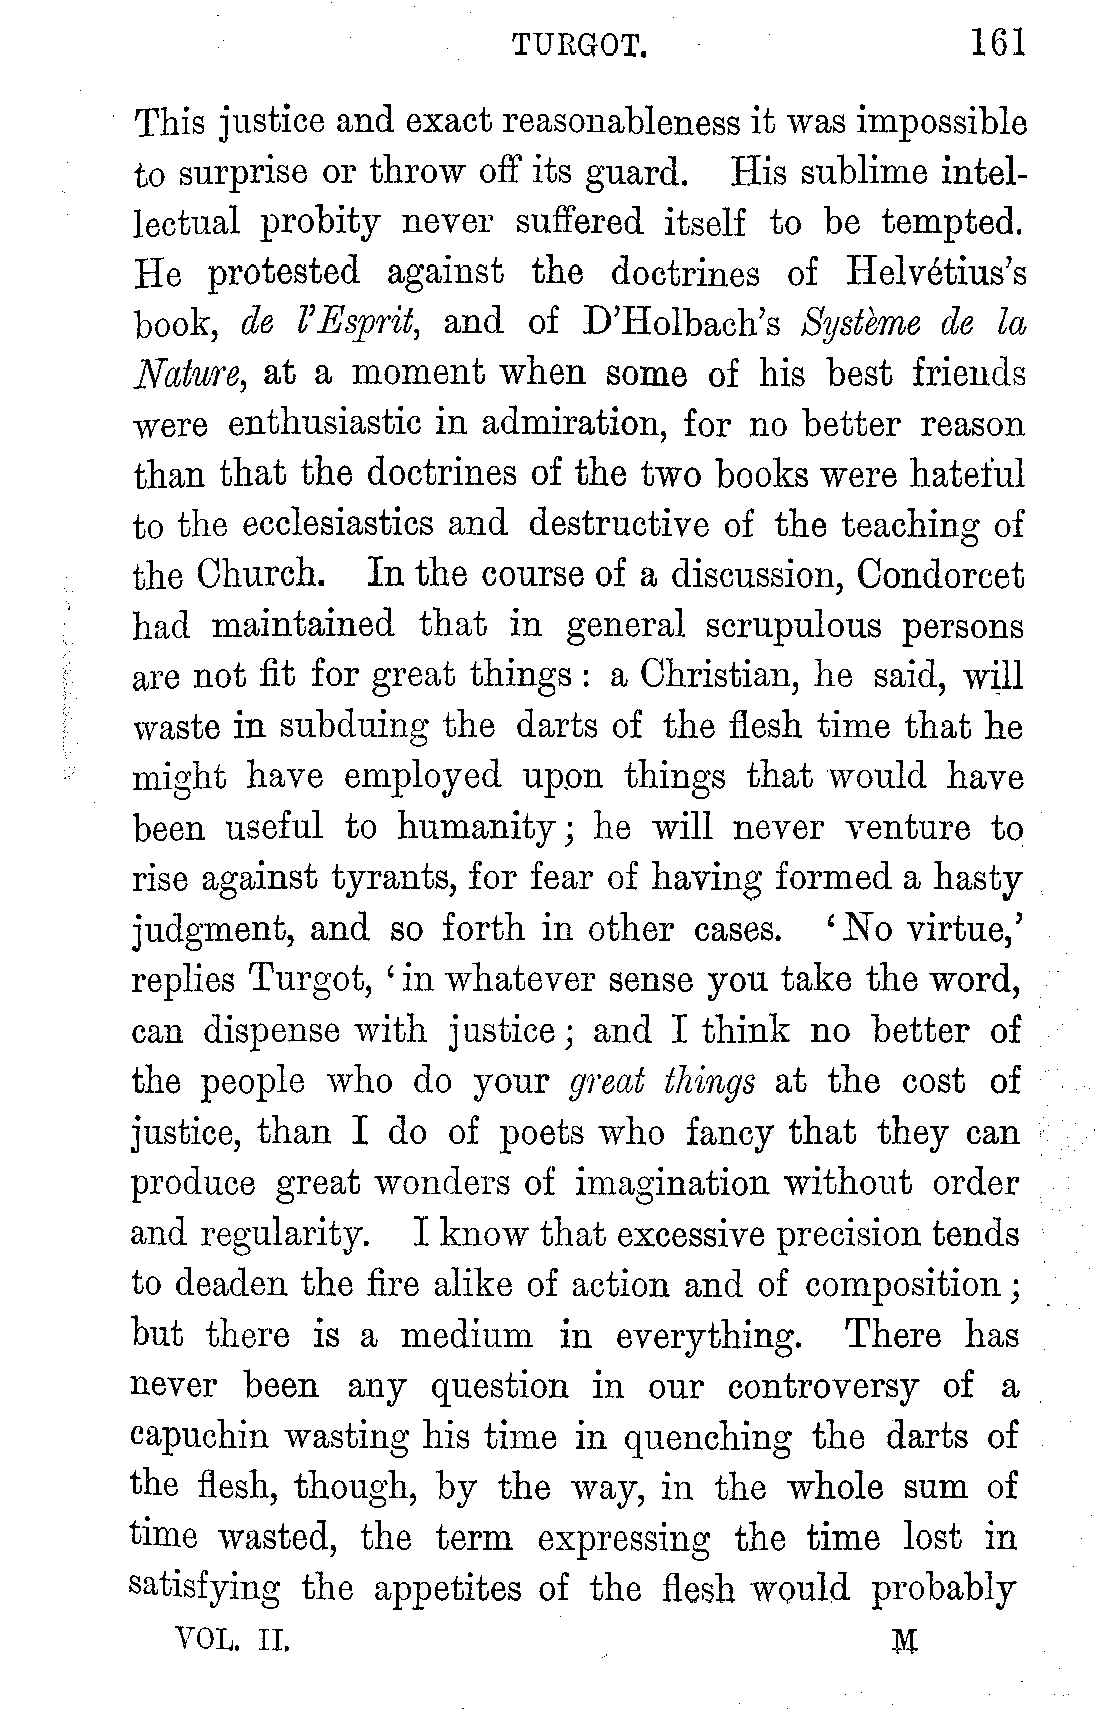 TURGOT. 161
This justice and exact reasonableness it was impossible
to surprise or throw off its guard. His sublime intel-
lectual probity never suffered itself to be tempted.
He protested against the doctrines of Helvétius's
book, de l'Esprit, and of D'Holbach's Système de la
Nature, at a moment when some of his best friends
were enthusiastic in admiration, for no better reason
than that the doctrines of the two books were hateful
to the ecclesiastics and destructive of the teaching of
the Church. In the course of a discussion, Condorcet
had maintained that in general scrupulous persons
are not fit for great things : a Christian, he said, will
waste in subduing the darts of the flesh time that he
might have employed upon things that would have
been useful to humanity ; he will never venture to
rise against tyrants, for fear of having formed a hasty
judgment, and so forth in other cases. ‘No virtue,’
replies Turgot, ‘in whatever sense you take the word,
can dispense with justice ; and I think no better of
the people who do your great things at the cost of
justice, than I do of poets who fancy that they can
produce great wonders of imagination without order
and regularity. I know that excessive precision tends
to deaden the fire alike of action and of composition ;
but there is a medium in everything. There has
never been any question in our controversy of a
capuchin wasting his time in quenching the darts of
the flesh, though, by the way, in the whole sum of
time wasted, the term expressing the time lost in
satisfying the appetites of the flesh would probably
VOL. II. M